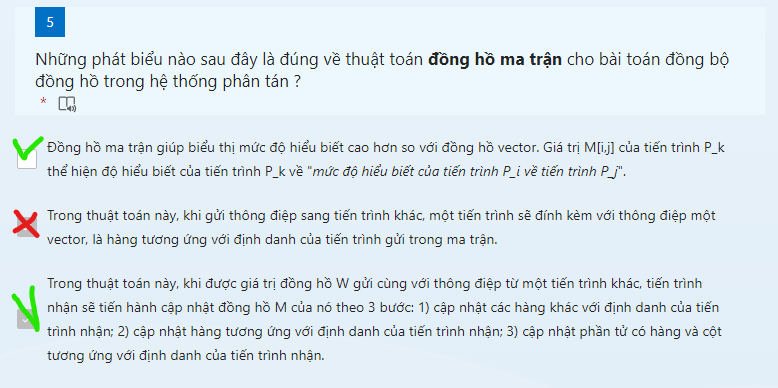 5
Những phát biểu nào sau đây là đúng về thuật toán đồng hồ ma trận cho bài toán đồng bộ
đồng hồ trong hệ thống phân tán ?
*
Đồng hồ ma trận giúp biểu thị mức độ hiểu biết cao hơn so với đồng hồ vector. Giá trị M[i,j] của tiến trình P_k
thể hiện độ hiểu biết của tiến trình P_k về "mức độ hiểu biết của tiến trình P_i về tiến trình P_j".
Trong thuật toán này, khi gửi thông điệp sang tiến trình khác, một tiến trình sẽ đính kèm với thông điệp một
vector, là hàng tương ứng với định danh của tiến trình gửi trong ma trận.
Trong thuật toán này, khi được giá trị đồng hồ W gửi cùng với thông điệp từ một tiến trình khác, tiến trình
nhận sẽ tiến hành cập nhật đồng hồ M của nó theo 3 bước: 1) cập nhật các hàng khác với định danh của tiến
trình nhận; 2) cập nhật hàng tương ứng với định danh của tiến trình nhận; 3) cập nhật phần tử có hàng và cột
tương ứng với định danh của tiến trình nhận.